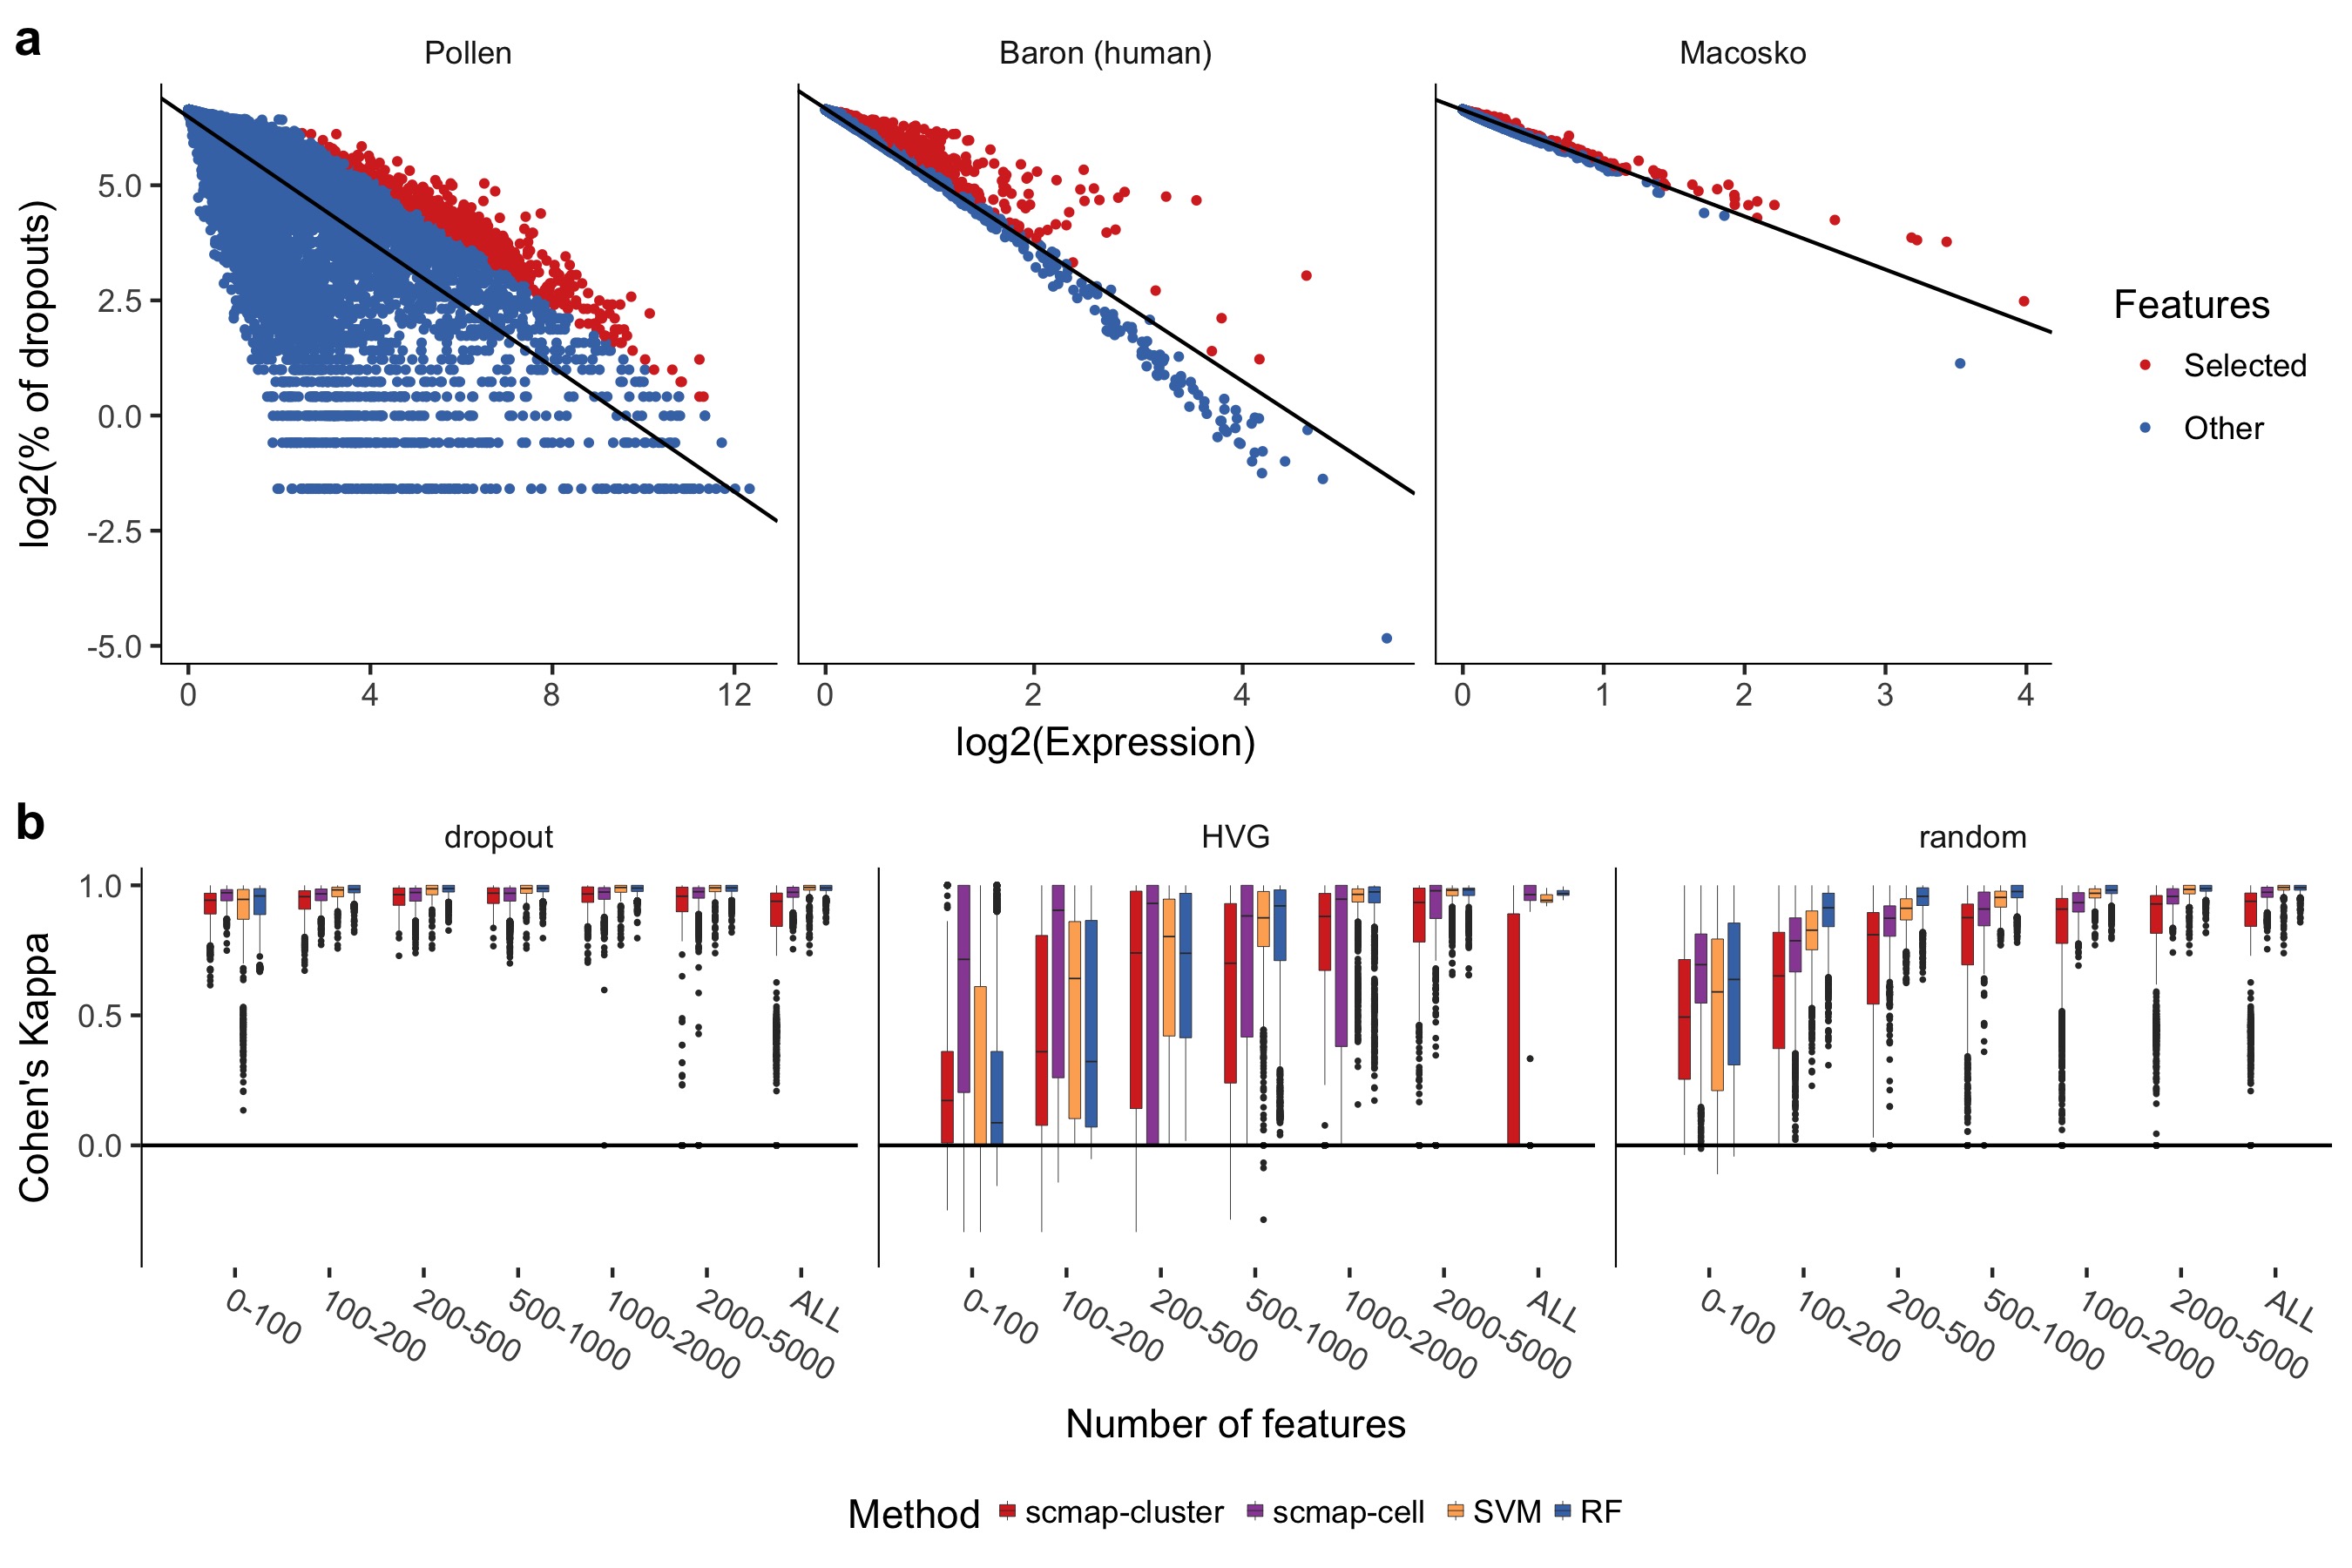 a
Pollen
Baron (human)
Macosko
log2(% of dropouts)
5.0
2.5
0.0
-2.5
-5.0
0 4 8 12
0 2 4
0 1 2 3 4
log2(Expression)
Features
Selected
Other
b
dropout
HVG
random
Cohen's Kappa
1.0
0.5
0.0
0-100 100-200 200-500 500-1000 1000-2000 2000-5000 ALL
0-100 100-200 200-500 500-1000 1000-2000 2000-5000 ALL
0-100 100-200 200-500 500-1000 1000-2000 2000-5000 ALL
Number of features
Method scmap-cluster scmap-cell SVM RF